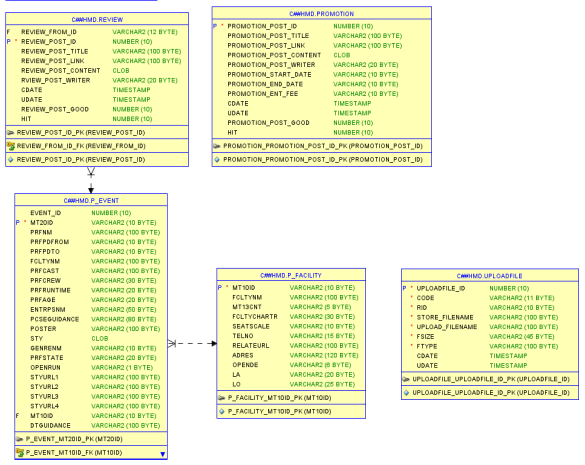 C##HMD.REVIEW
F REVIEW_FROM_ID VARCHAR2 (12 BYTE)
P * REVIEW_POST_ID NUMBER (10)
REVIEW_POST_TITLE VARCHAR2 (100 BYTE)
REVIEW_POST_LINK VARCHAR2 (100 BYTE)
REVIEW_POST_CONTENT CLOB
RVIEW_POST_WRITER VARCHAR2 (20 BYTE)
CDATE TIMESTAMP
UDATE TIMESTAMP
REVIEW_POST_GOOD NUMBER (10)
HIT NUMBER (10)
REVIEW_POST_ID_PK (REVIEW_POST_ID)
REVIEW_FROM_ID_FK (REVIEW_FROM_ID)
REVIEW_POST_ID_PK (REVIEW_POST_ID)
C##HMD.PROMOTION
P * PROMOTION_POST_ID NUMBER (10)
PROMOTION_POST_TITLE VARCHAR2 (100 BYTE)
PROMOTION_POST_LINK VARCHAR2 (100 BYTE)
PROMOTION_POST_CONTENT CLOB
PROMOTION_POST_WRITER VARCHAR2 (20 BYTE)
PROMOTION_START_DATE VARCHAR2 (10 BYTE)
PROMOTION_END_DATE VARCHAR2 (10 BYTE)
PROMOTION_ENT_FEE VARCHAR2 (10 BYTE)
CDATE TIMESTAMP
UDATE TIMESTAMP
PROMOTION_POST_GOOD NUMBER (10)
HIT NUMBER (10)
PROMOTION_PROMOTION_POST_ID_PK (PROMOTION_POST_ID)
PROMOTION_PROMOTION_POST_ID_PK (PROMOTION_POST_ID)
C##HMD.P_EVENT
EVENT_ID NUMBER (10)
P * MT20ID VARCHAR2 (10 BYTE)
PRFNM VARCHAR2 (100 BYTE)
PRFPDFROM VARCHAR2 (10 BYTE)
PRFPDTO VARCHAR2 (10 BYTE)
FCLTYNM VARCHAR2 (100 BYTE)
PRFCAST VARCHAR2 (100 BYTE)
PRFCREW VARCHAR2 (30 BYTE)
PRFRUNTIME VARCHAR2 (20 BYTE)
PRFAGE VARCHAR2 (20 BYTE)
ENTRPSNM VARCHAR2 (50 BYTE)
PCSEGUIDANCE VARCHAR2 (80 BYTE)
POSTER VARCHAR2 (100 BYTE)
STY CLOB
GENRENM VARCHAR2 (10 BYTE)
PRFSTATE VARCHAR2 (20 BYTE)
OPENRUN VARCHAR2 (1 BYTE)
STYURL1 VARCHAR2 (100 BYTE)
STYURL2 VARCHAR2 (100 BYTE)
STYURL3 VARCHAR2 (100 BYTE)
STYURL4 VARCHAR2 (100 BYTE)
F MT10ID VARCHAR2 (10 BYTE)
DTGUIDANCE VARCHAR2 (100 BYTE)
P_EVENT_MT20ID_PK (MT20ID)
P_EVENT_MT10ID_FK (MT10ID)
C##HMD.P_FACILITY
P * MT10ID VARCHAR2 (10 BYTE)
FCLTYNM VARCHAR2 (100 BYTE)
MT13CNT VARCHAR2 (5 BYTE)
FCLTYCHARTR VARCHAR2 (30 BYTE)
SEATSCALE VARCHAR2 (10 BYTE)
TELNO VARCHAR2 (15 BYTE)
RELATEURL VARCHAR2 (100 BYTE)
ADRES VARCHAR2 (120 BYTE)
OPENDE VARCHAR2 (6 BYTE)
LA VARCHAR2 (20 BYTE)
LO VARCHAR2 (25 BYTE)
P_FACILITY_MT10ID_PK (MT10ID)
P_FACILITY_MT10ID_PK (MT10ID)
C##HMD.UPLOADFILE
P * UPLOADFILE_ID NUMBER (10)
* CODE VARCHAR2 (11 BYTE)
* RID VARCHAR2 (10 BYTE)
* STORE_FILENAME VARCHAR2 (100 BYTE)
* UPLOAD_FILENAME VARCHAR2 (100 BYTE)
* FSIZE VARCHAR2 (45 BYTE)
* FTYPE VARCHAR2 (100 BYTE)
CDATE TIMESTAMP
UDATE TIMESTAMP
UPLOADFILE_UPLOADFILE_ID_PK (UPLOADFILE_ID)
UPLOADFILE_UPLOADFILE_ID_PK (UPLOADFILE_ID)